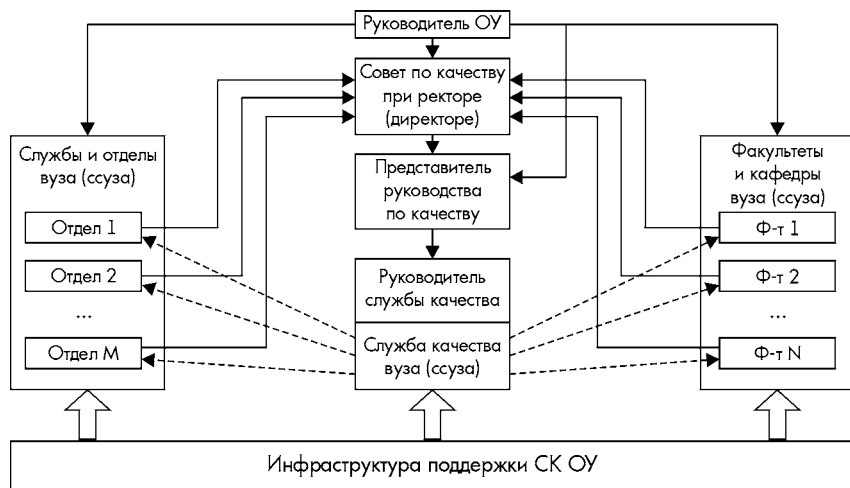 Руководитель ОУ
Совет по качеству
при ректоре
(директоре)
Службы и отделы
вуза (ссуза)
Отдел 1
Отдел 2
...
Отдел М
Представитель
руководства
по качеству
Руководитель
службы качества
Служба качества
вуза (ссуза)
Факультеты
и кафедры
вуза (ссуза)
Ф-т 1
Ф-т 2
...
Ф-т N
Инфраструктура поддержки СК ОУ